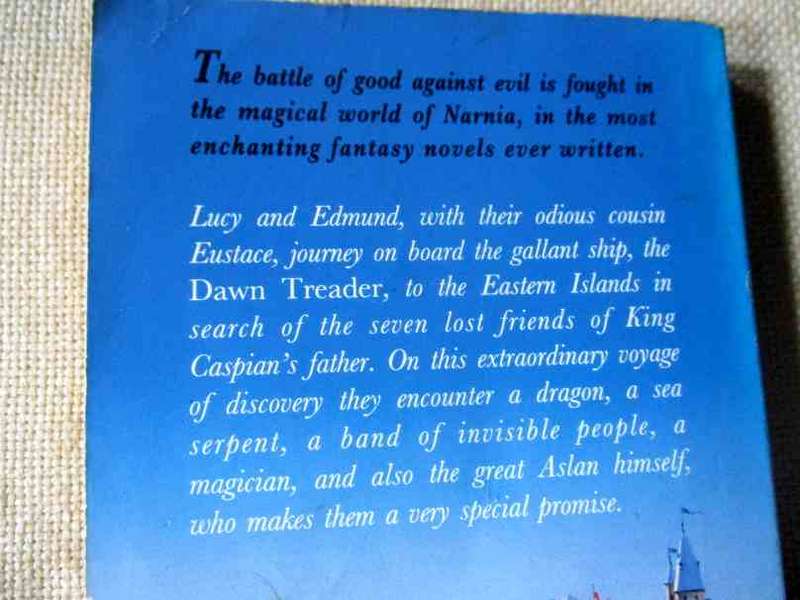 The battle of good against evil is fought in
the magical world of Narnia, in the most
enchanting fantasy novels ever written.
Lucy and Edmund, with their odious cousin
Eustace, journey on board the gallant ship, the
Dawn Treader, to the Eastern Islands in
search of the seven lost friends of King
Caspian's father. On this extraordinary voyage
of discovery they encounter a dragon, a sea
serpent, a band of invisible people, a
magician, and also the great Aslan himself,
who makes them a very special promise.